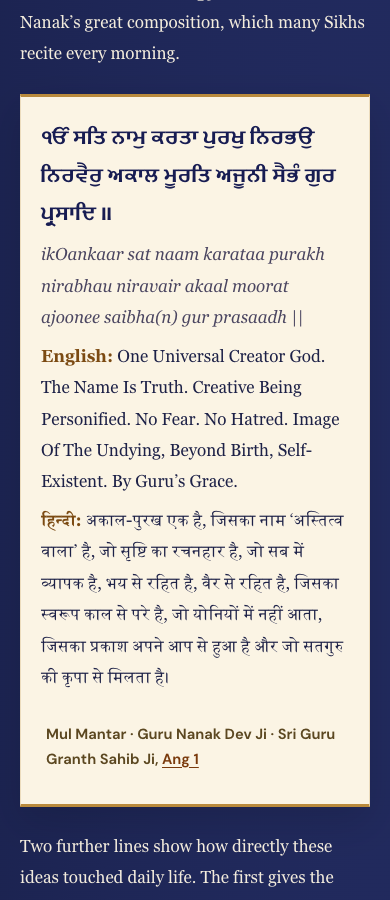 Nanak’s great composition, which many Sikhs
recite every morning.
ੴ ਸਤਿ ਨਾਮੁ ਕਰਤਾ ਪੁਰਖੁ ਨਿਰਭਉ
ਨਿਰਵੈਰੁ ਅਕਾਲ ਮੂਰਤਿ ਅਜੂਨੀ ਸੈਭੰ ਗੁਰ
ਪ੍ਰਸਾਦਿ ॥
ikOankaar sat naam karataa purakh
nirabhau niravair akaal moorat
ajoonee saibha(n) gur prasaadh ||
English: One Universal Creator God.
The Name Is Truth. Creative Being
Personified. No Fear. No Hatred. Image
Of The Undying, Beyond Birth, Self-
Existent. By Guru’s Grace.
हिन्दी: अकाल-पुरख एक है, जिसका नाम ‘अस्तित्व
वाला’ है, जो सृष्टि का रचनहार है, जो सब में
व्यापक है, भय से रहित है, वैर से रहित है, जिसका
स्वरूप काल से परे है, जो योनियों में नहीं आता,
जिसका प्रकाश अपने आप से हुआ है और जो सतगुरु
की कृपा से मिलता है।
Mul Mantar · Guru Nanak Dev Ji · Sri Guru
Granth Sahib Ji, Ang 1
Two further lines show how directly these
ideas touched daily life. The first gives the